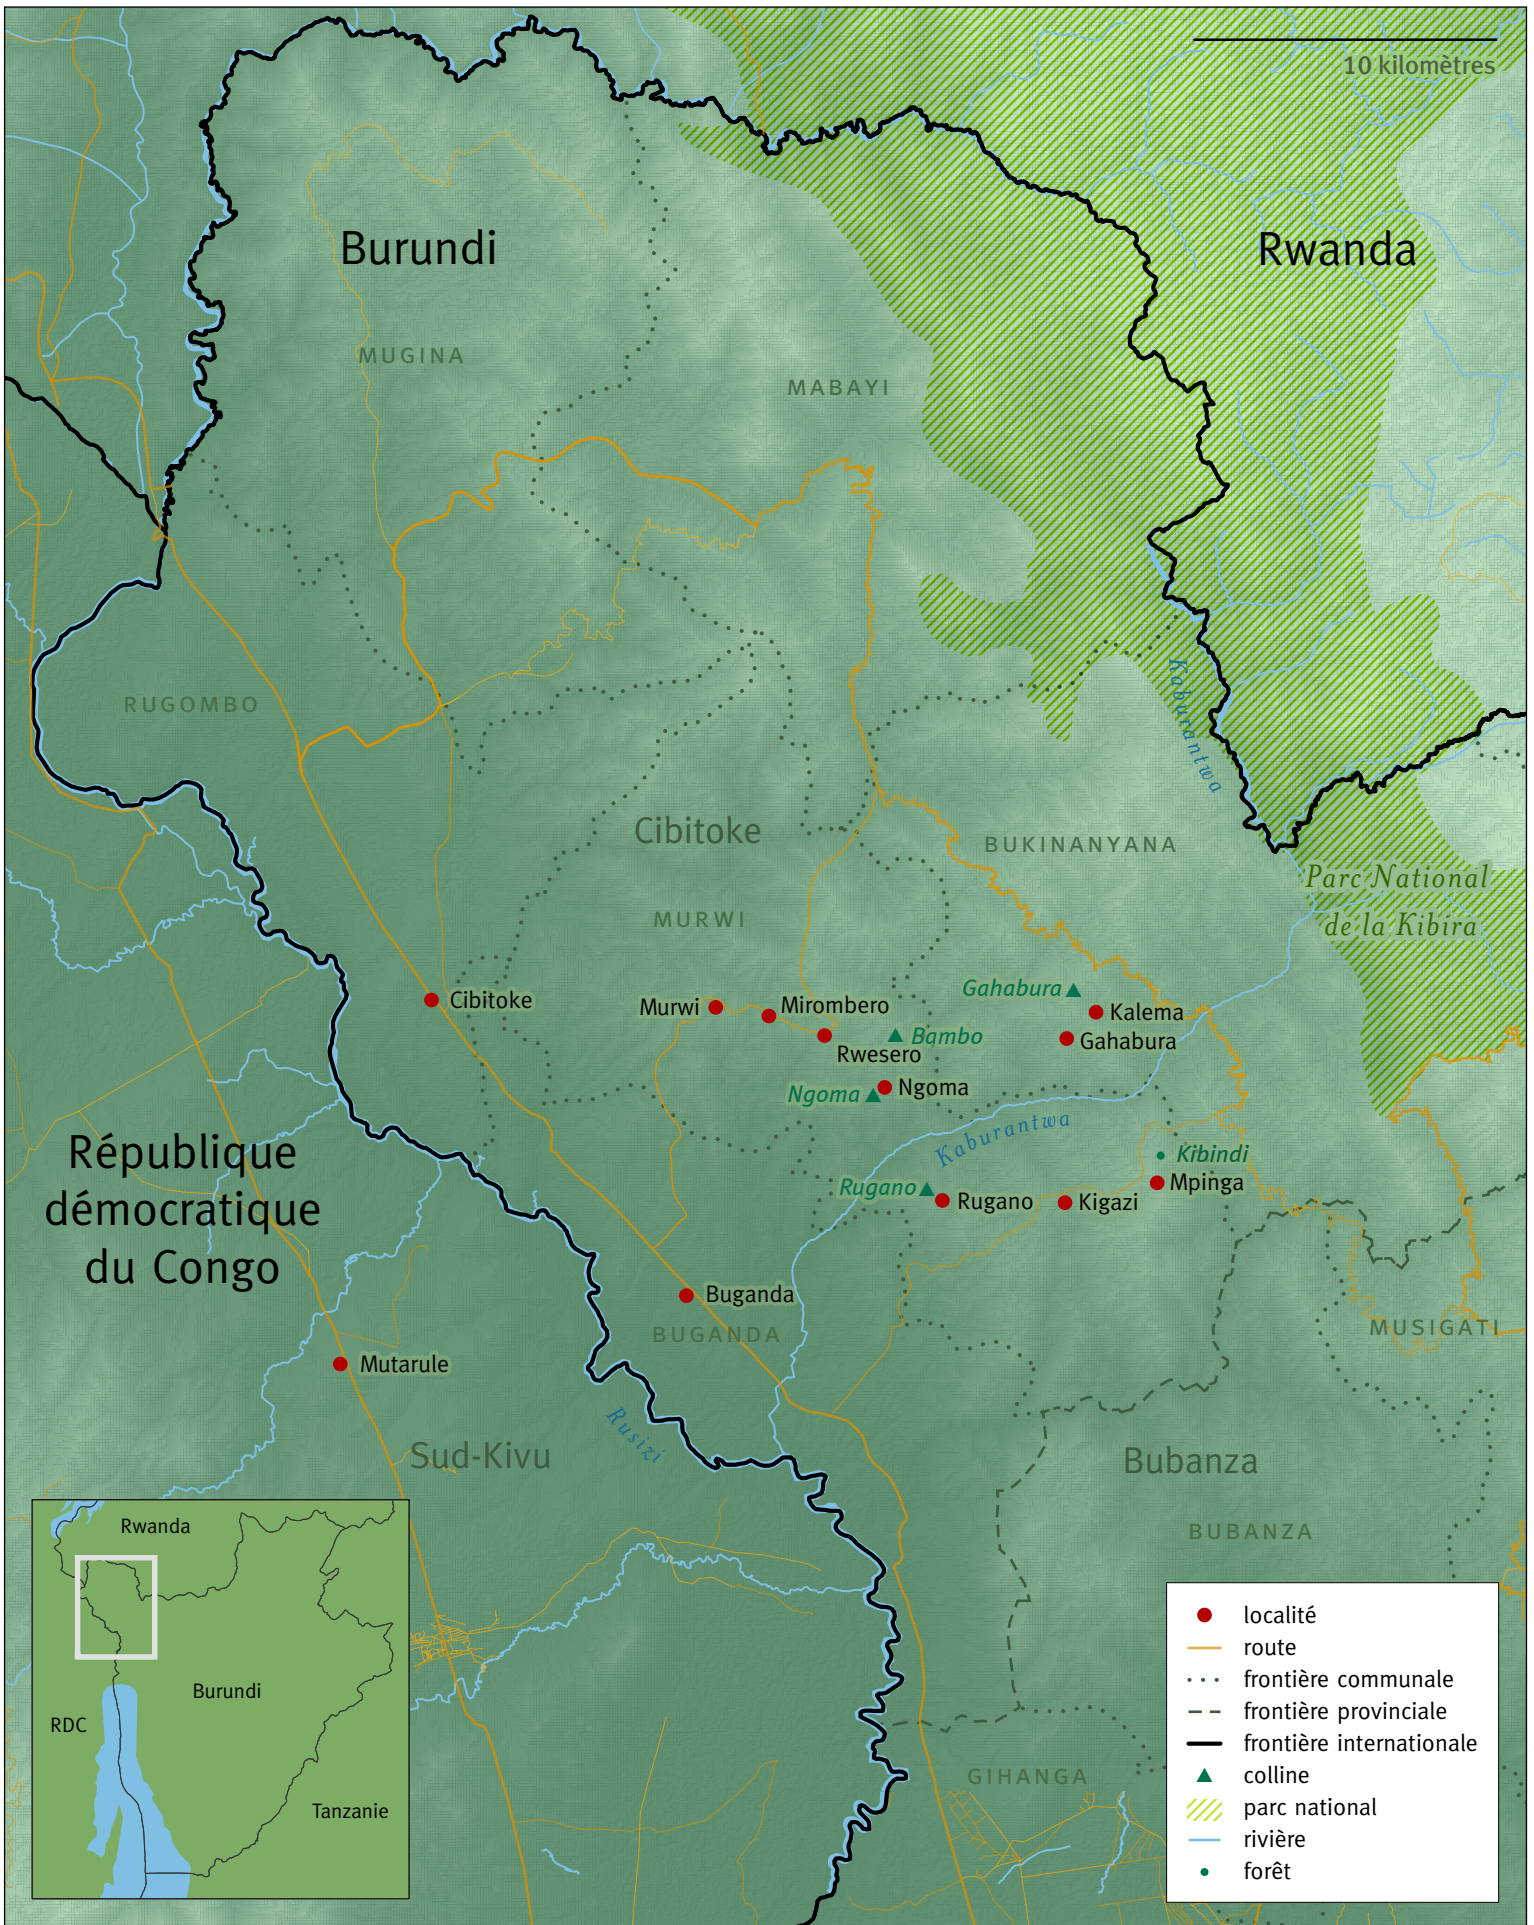 10 kilomètres
Burundi
Rwanda
MUGINA
MABAYI
RUGOMBO
Kaburantwa
Cibitoke
BUKINANYANA
Parc National
de la Kibira
MURWI
Gahabura
Cibitoke
Murwi
Mirombero
Kalema
Bambo
Gahabura
Rwesero
Ngoma
Ngoma
Kaburantwa
République
démocratique
du Congo
Kibindi
Rugano
Mpinga
Rugano
Kigazi
Buganda
BUGANDA
MUSIGATI
Mutarule
Rusizi
Sud-Kivu
Bubanza
BUBANZA
GIHANGA
Rwanda
Burundi
RDC
Tanzanie
localité
route
frontière communale
frontière provinciale
frontière internationale
colline
parc national
rivière
forêt